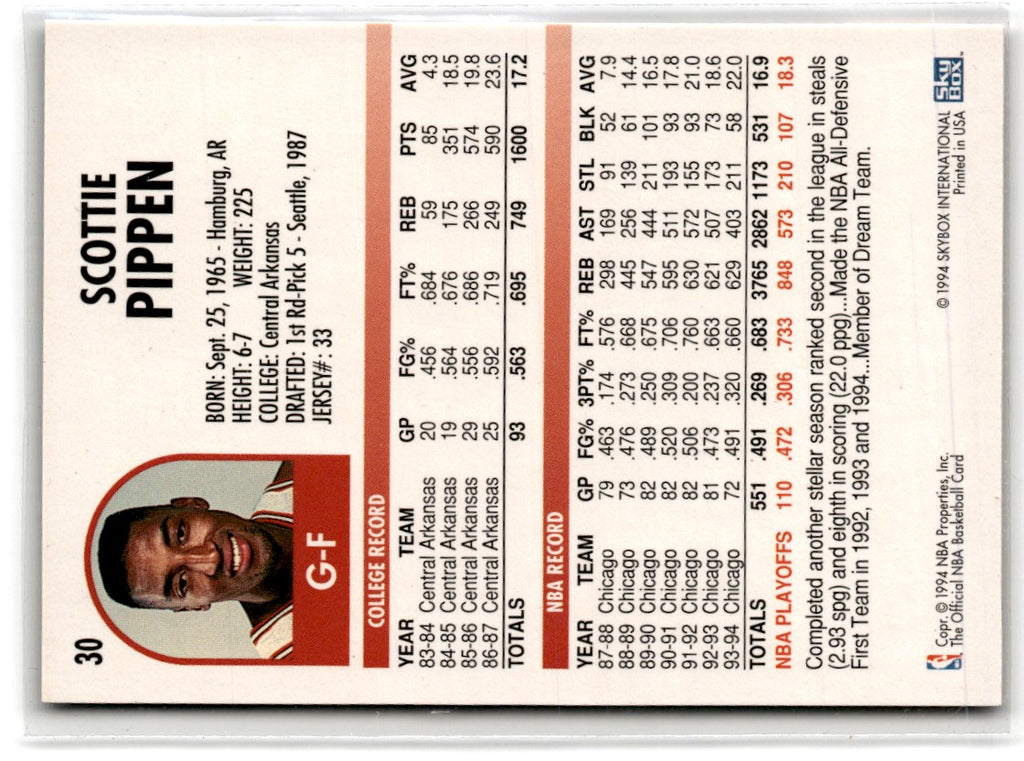 30
SCOTTIE
PIPPEN
BORN: Sept. 25, 1965 - Hamburg, AR
HEIGHT: 6-7 WEIGHT: 225
COLLEGE: Central Arkansas
DRAFTED: 1st Rd-Pick 5 - Seattle, 1987
JERSEY#: 33
G-F
COLLEGE RECORD
YEAR TEAM GP FG% FT% REB PTS AVG
83-84 Central Arkansas 20 .456 .684 59 85 4.3
84-85 Central Arkansas 19 .564 .676 175 351 18.5
85-86 Central Arkansas 29 .556 .686 266 574 19.8
86-87 Central Arkansas 25 .592 .719 249 590 23.6
TOTALS 93 .563 .695 749 1600 17.2
NBA RECORD
YEAR TEAM GP FG% 3PT% FT% REB AST STL BLK AVG
87-88 Chicago 79 .463 .174 .576 298 169 91 52 7.9
88-89 Chicago 73 .476 .273 .668 445 256 139 61 14.4
89-90 Chicago 82 .489 .250 .675 547 444 211 101 16.5
90-91 Chicago 82 .520 .309 .706 595 511 193 93 17.8
91-92 Chicago 82 .506 .200 .760 630 572 155 93 21.0
92-93 Chicago 81 .473 .237 .663 621 507 173 73 18.6
93-94 Chicago 72 .491 .320 .660 629 403 211 58 22.0
TOTALS 551 .491 .269 .683 3765 2862 1173 531 16.9
NBA PLAYOFFS 110 .472 .306 .733 848 573 210 107 18.3
Completed another stellar season ranked second in the league in steals
(2.93 spg) and eighth in scoring (22.0 ppg)...Made the NBA All-Defensive
First Team in 1992, 1993 and 1994...Member of Dream Team.
Copr. © 1994 NBA Properties, Inc.
The Official NBA Basketball Card
© 1994 SKYBOX INTERNATIONAL
Printed in USA
SkyBox™